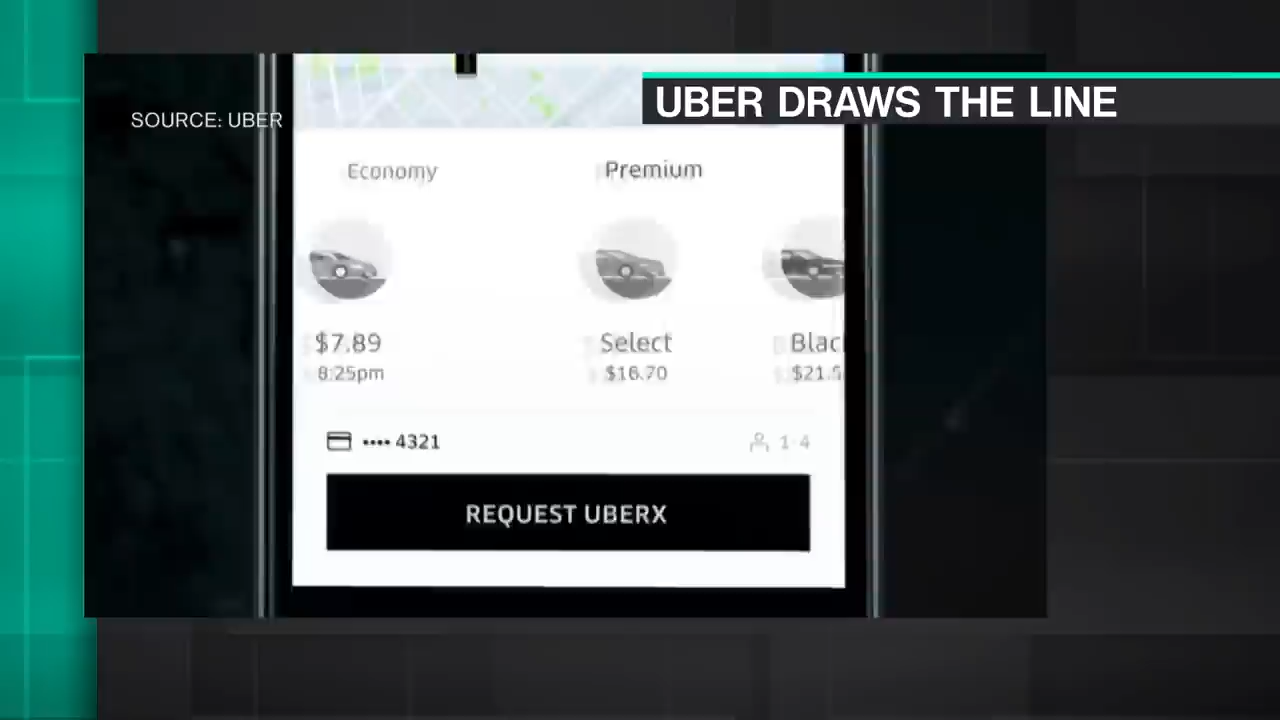 UBER DRAWS THE LINE
SOURCE: UBER
Economy Premium
$7.89 Select
8:25pm $16.70
•••• 4321 1-4
REQUEST UBERX